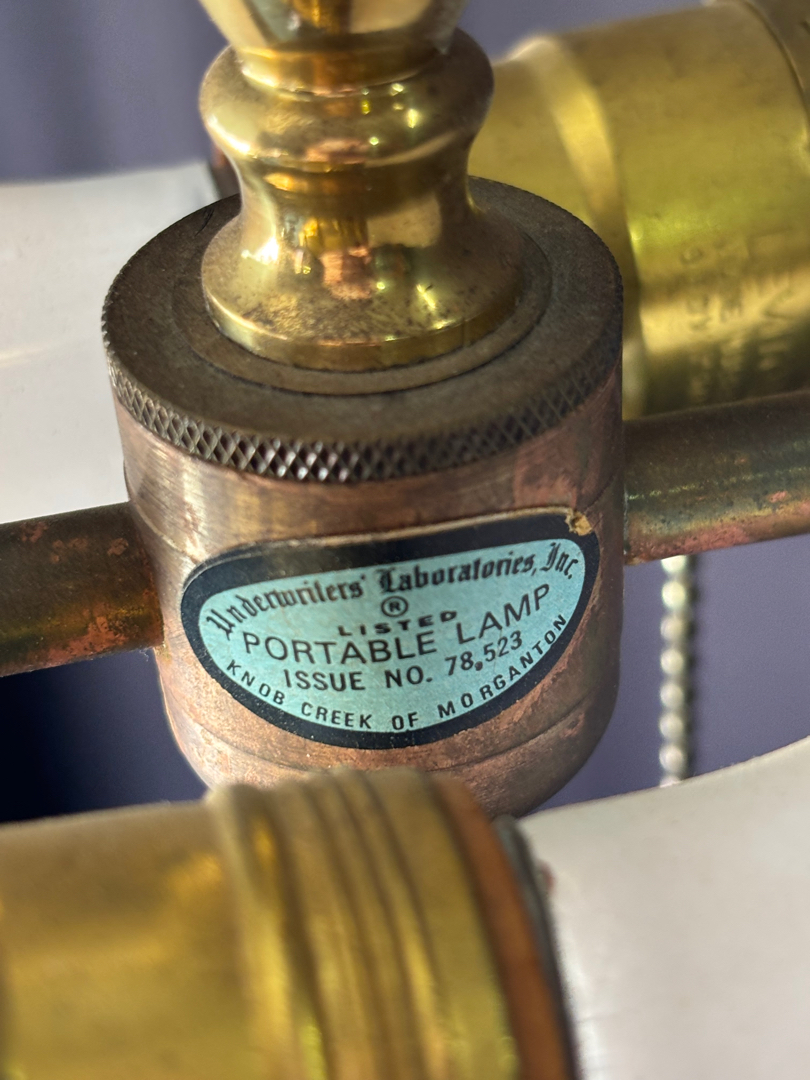 Underwriters' Laboratories, Inc.
®
LISTED
PORTABLE LAMP
ISSUE NO. 78,523
KNOB CREEK OF MORGANTON